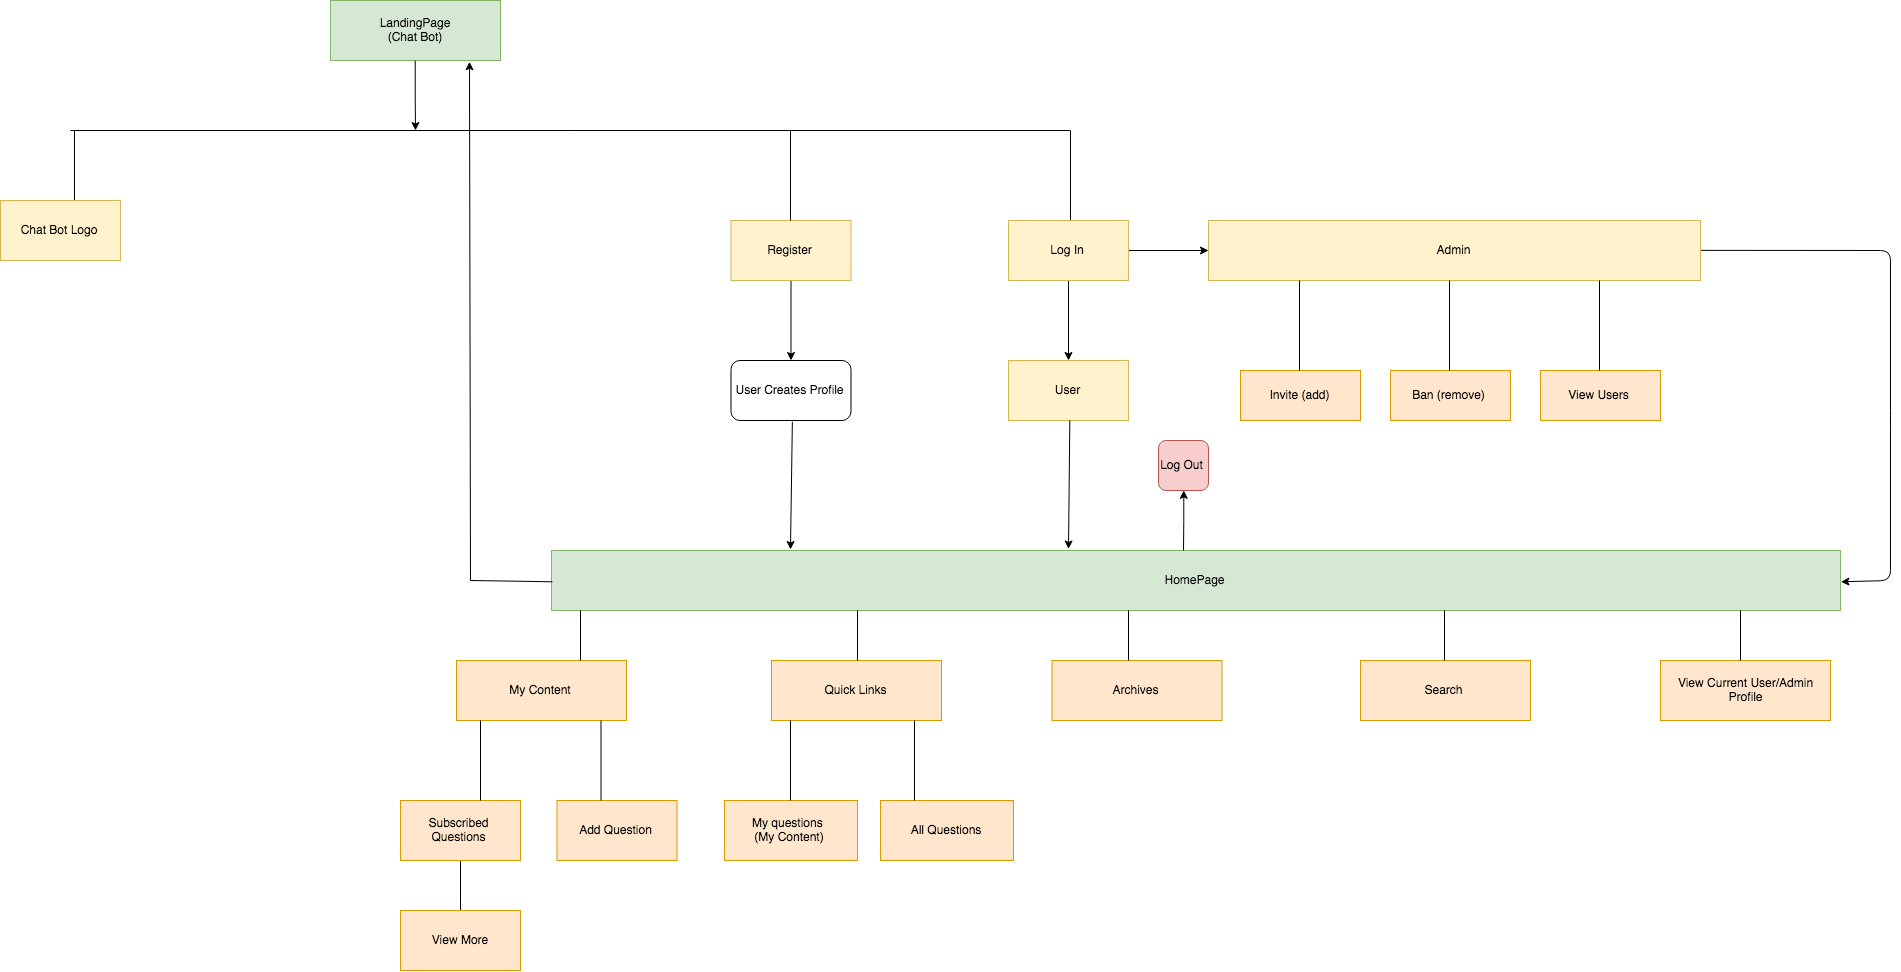 LandingPage
(Chat Bot)
Chat Bot Logo
Register
Log In
Admin
User Creates Profile
User
Invite (add)
Ban (remove)
View Users
Log Out
HomePage
My Content
Quick Links
Archives
Search
View Current User/Admin
Profile
Subscribed
Questions
Add Question
My questions
(My Content)
All Questions
View More